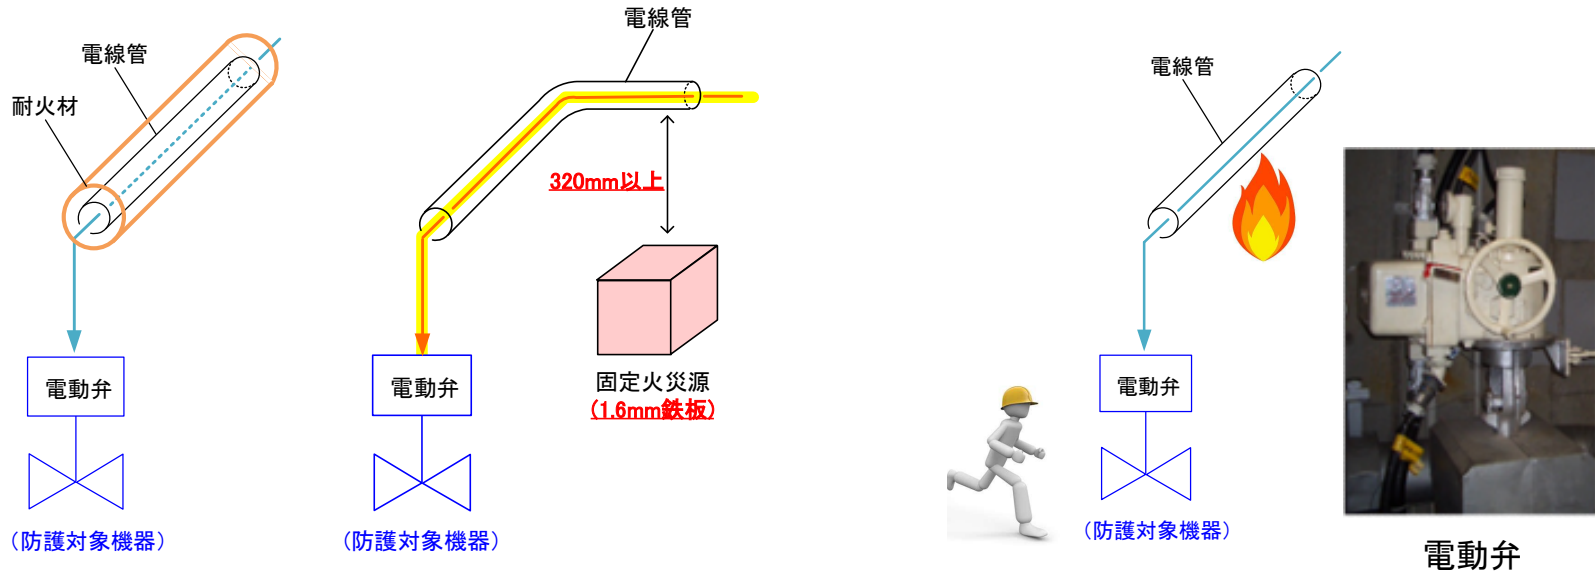 電線管
耐火材
電動弁
(防護対象機器)
電線管
320mm以上
固定火災源
(1.6mm鉄板)
電動弁
(防護対象機器)
電線管
電動弁
(防護対象機器)
電動弁